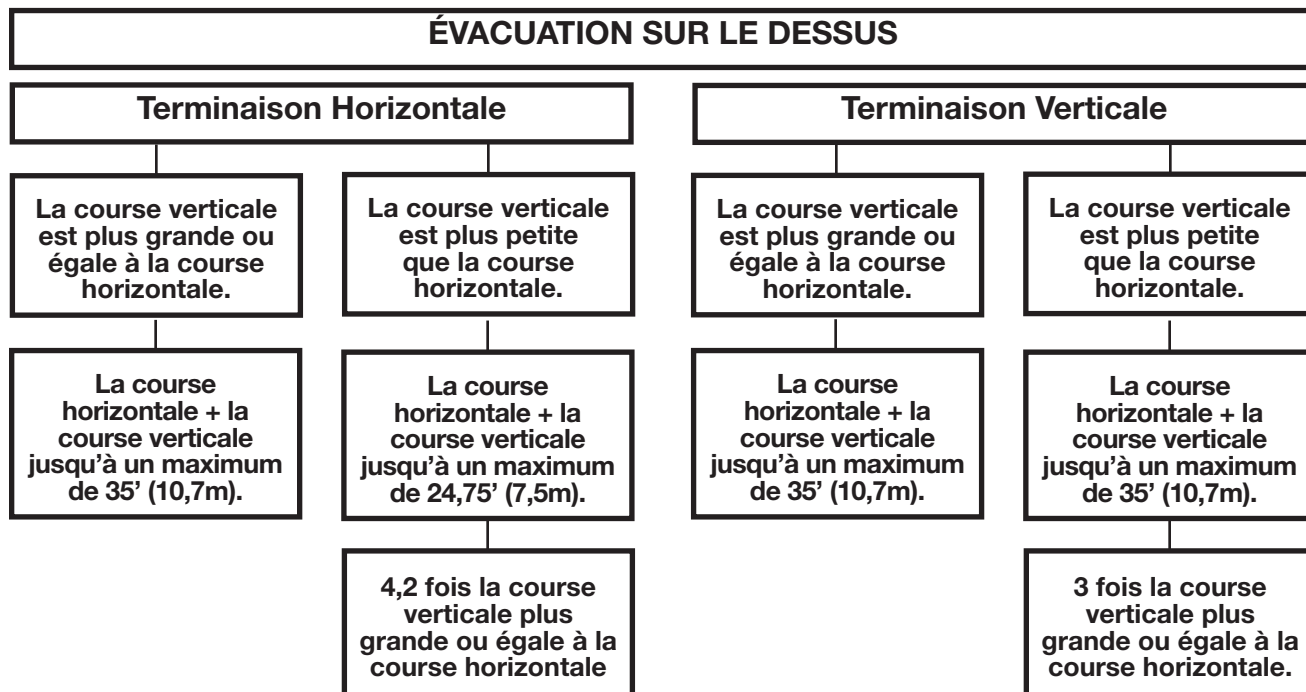 ÉVACUATION SUR LE DESSUS
Terminaison Horizontale
La course verticale
est plus grande ou
égale à la course
horizontale.
La course
horizontale + la
course verticale
jusqu’à un maximum
de 35’ (10,7m).
La course verticale
est plus petite
que la course
horizontale.
La course
horizontale + la
course verticale
jusqu’à un maximum
de 24,75’ (7,5m).
4,2 fois la course
verticale plus
grande ou égale à la
course horizontale
Terminaison Verticale
La course verticale
est plus grande ou
égale à la course
horizontale.
La course
horizontale + la
course verticale
jusqu’à un maximum
de 35’ (10,7m).
La course verticale
est plus petite
que la course
horizontale.
La course
horizontale + la
course verticale
jusqu’à un maximum
de 35’ (10,7m).
3 fois la course
verticale plus
grande ou égale à la
course horizontale.